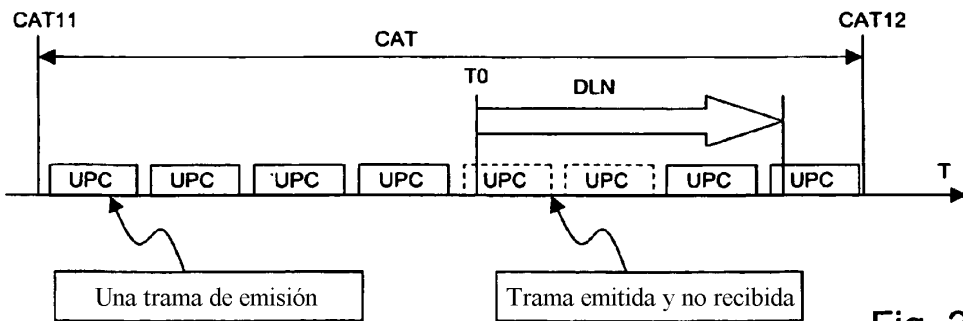 CAT11
CAT12
CAT
T0
DLN
UPC UPC UPC UPC UPC UPC UPC UPC
T
Una trama de emisión
Trama emitida y no recibida